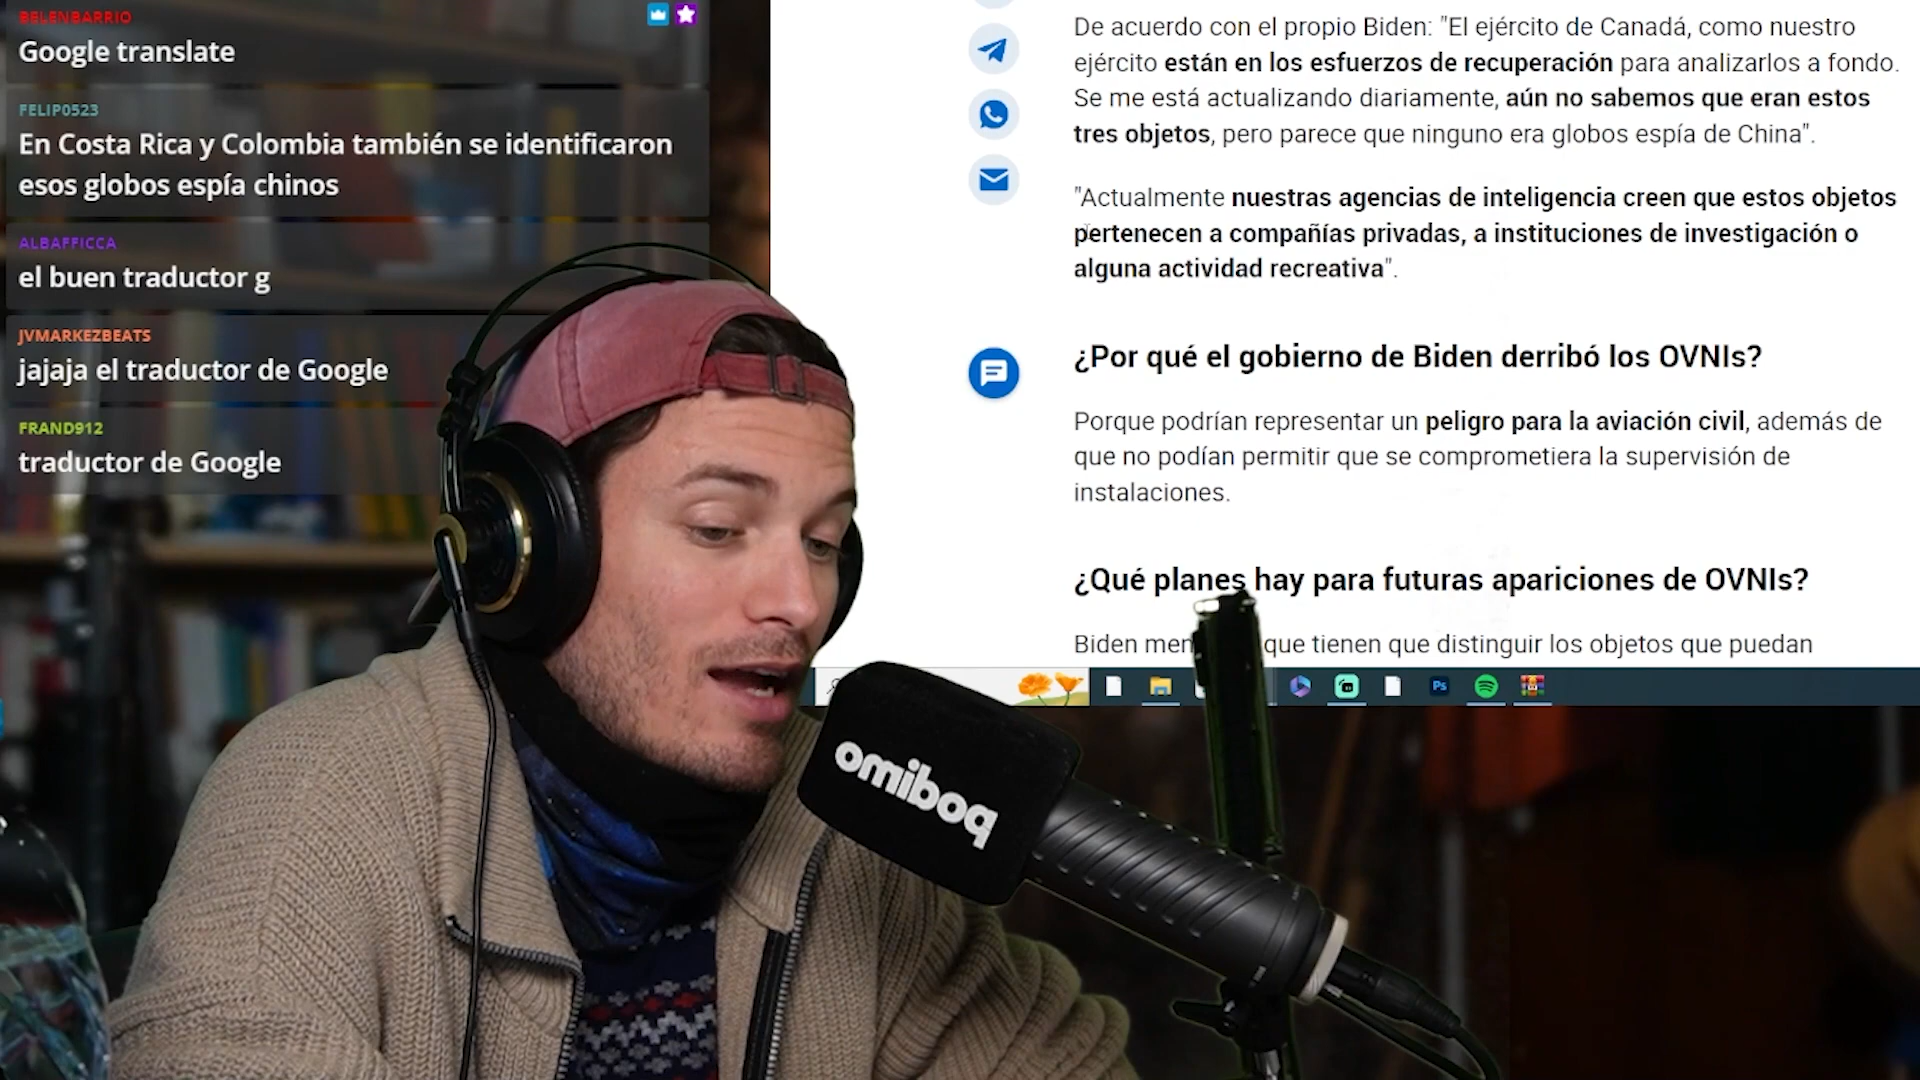 BELENBARRIO
Google translate
FELIP0523
En Costa Rica y Colombia también se identificaron
esos globos espía chinos
ALBAFFICCA
el buen traductor g
JVMARKEZBEATS
jajaja el traductor de Google
FRAND912
traductor de Google
De acuerdo con el propio Biden: "El ejército de Canadá, como nuestro
ejército están en los esfuerzos de recuperación para analizarlos a fondo.
Se me está actualizando diariamente, aún no sabemos que eran estos
tres objetos, pero parece que ninguno era globos espía de China".
"Actualmente nuestras agencias de inteligencia creen que estos objetos
pertenecen a compañías privadas, a instituciones de investigación o
alguna actividad recreativa".
¿Por qué el gobierno de Biden derribó los OVNIs?
Porque podrían representar un peligro para la aviación civil, además de
que no podían permitir que se comprometiera la supervisión de
instalaciones.
¿Qué planes hay para futuras apariciones de OVNIs?
Biden que tienen que distinguir los objetos que puedan
Ps
podimo